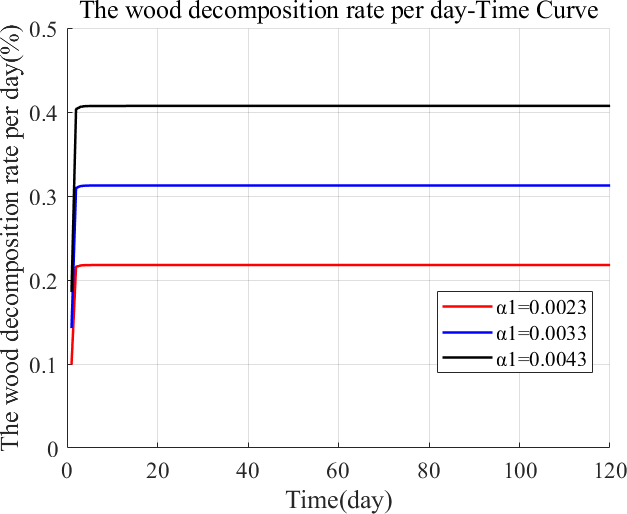 The wood decomposition rate per day-Time Curve
The wood decomposition rate per day(%)
0.5
0.4
0.3
0.2
0.1
0
α1=0.0023
α1=0.0033
α1=0.0043
0 20 40 60 80 100 120
Time(day)